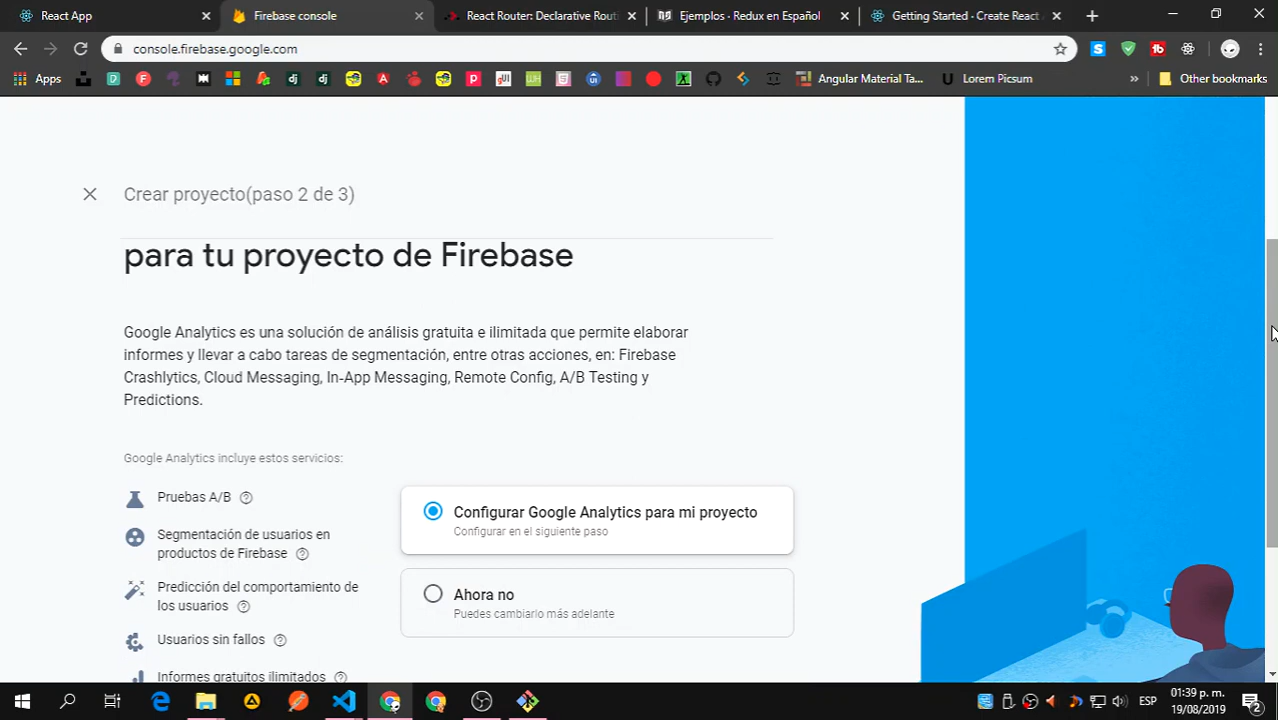 React App
Firebase console
React Router: Declarative Routi
Ejemplos - Redux en Español
Getting Started - Create React
console.firebase.google.com
Apps
Angular Material Ta...
Lorem Picsum
Other bookmarks
Crear proyecto(paso 2 de 3)
para tu proyecto de Firebase
Google Analytics es una solución de análisis gratuita e ilimitada que permite elaborar
informes y llevar a cabo tareas de segmentación, entre otras acciones, en: Firebase
Crashlytics, Cloud Messaging, In-App Messaging, Remote Config, A/B Testing y
Predictions.
Google Analytics incluye estos servicios:
Pruebas A/B
Segmentación de usuarios en
productos de Firebase
Predicción del comportamiento de
los usuarios
Usuarios sin fallos
Informes gratuitos ilimitados
Configurar Google Analytics para mi proyecto
Configurar en el siguiente paso
Ahora no
Puedes cambiarlo más adelante
ESP
01:39 p. m.
19/08/2019
2